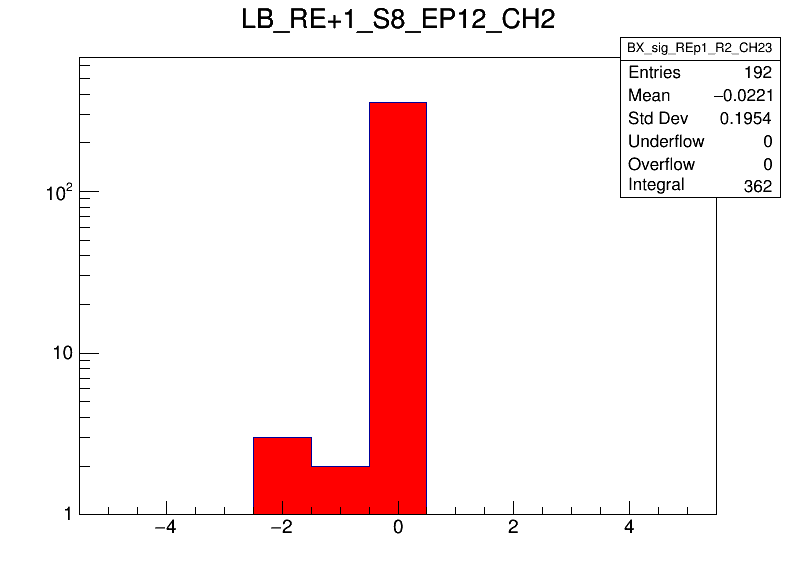 LB_RE+1_S8_EP12_CH2
BX_sig_REp1_R2_CH23
Entries 192
Mean −0.0221
Std Dev 0.1954
Underflow 0
Overflow 0
Integral 362
10²
10
1
−4 −2 0 2 4